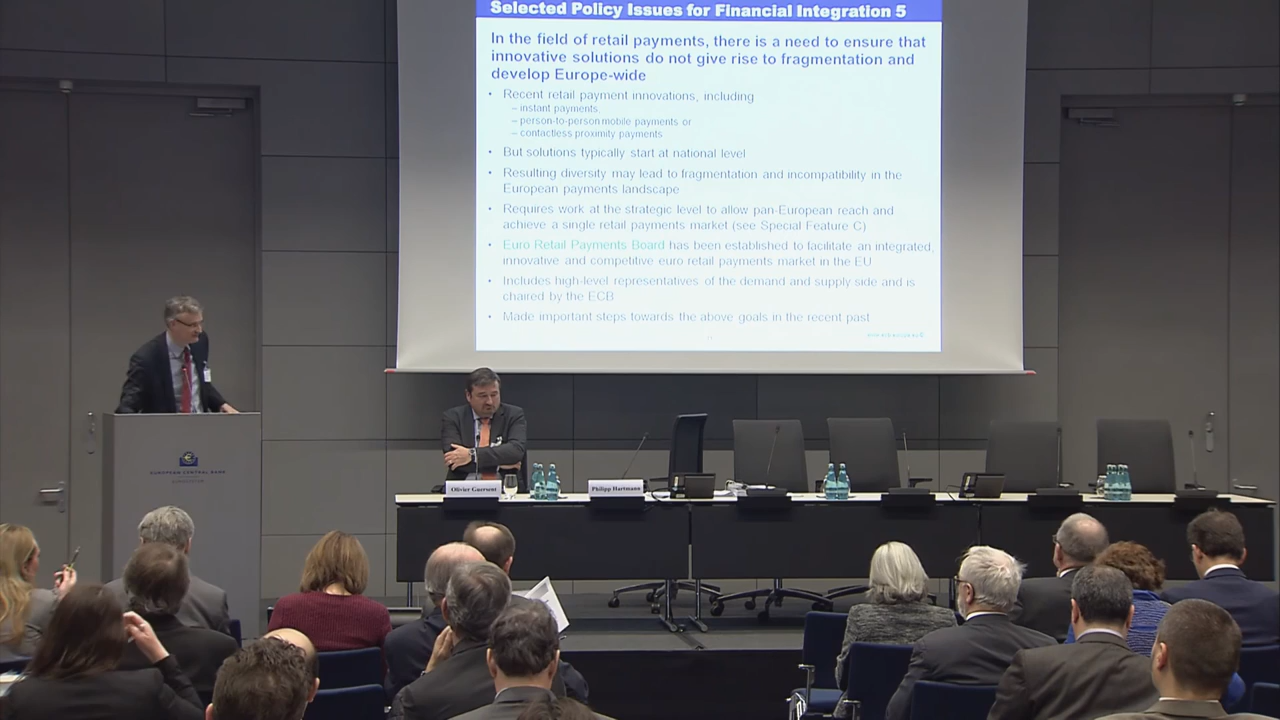 Selected Policy Issues for Financial Integration 5
In the field of retail payments, there is a need to ensure that
innovative solutions do not give rise to fragmentation and
develop Europe-wide
• Recent retail payment innovations, including
– instant payments,
– person-to-person mobile payments or
– contactless proximity payments
• But solutions typically start at national level
• Resulting diversity may lead to fragmentation and incompatibility in the
European payments landscape
• Requires work at the strategic level to allow pan-European reach and
achieve a single retail payments market (see Special Feature C)
• Euro Retail Payments Board has been established to facilitate an integrated,
innovative and competitive euro retail payments market in the EU
• Includes high-level representatives of the demand and supply side and is
chaired by the ECB
• Made important steps towards the above goals in the recent past
EUROPEAN CENTRAL BANK
EUROSYSTEM
Olivier Guersent
Philipp Hartmann